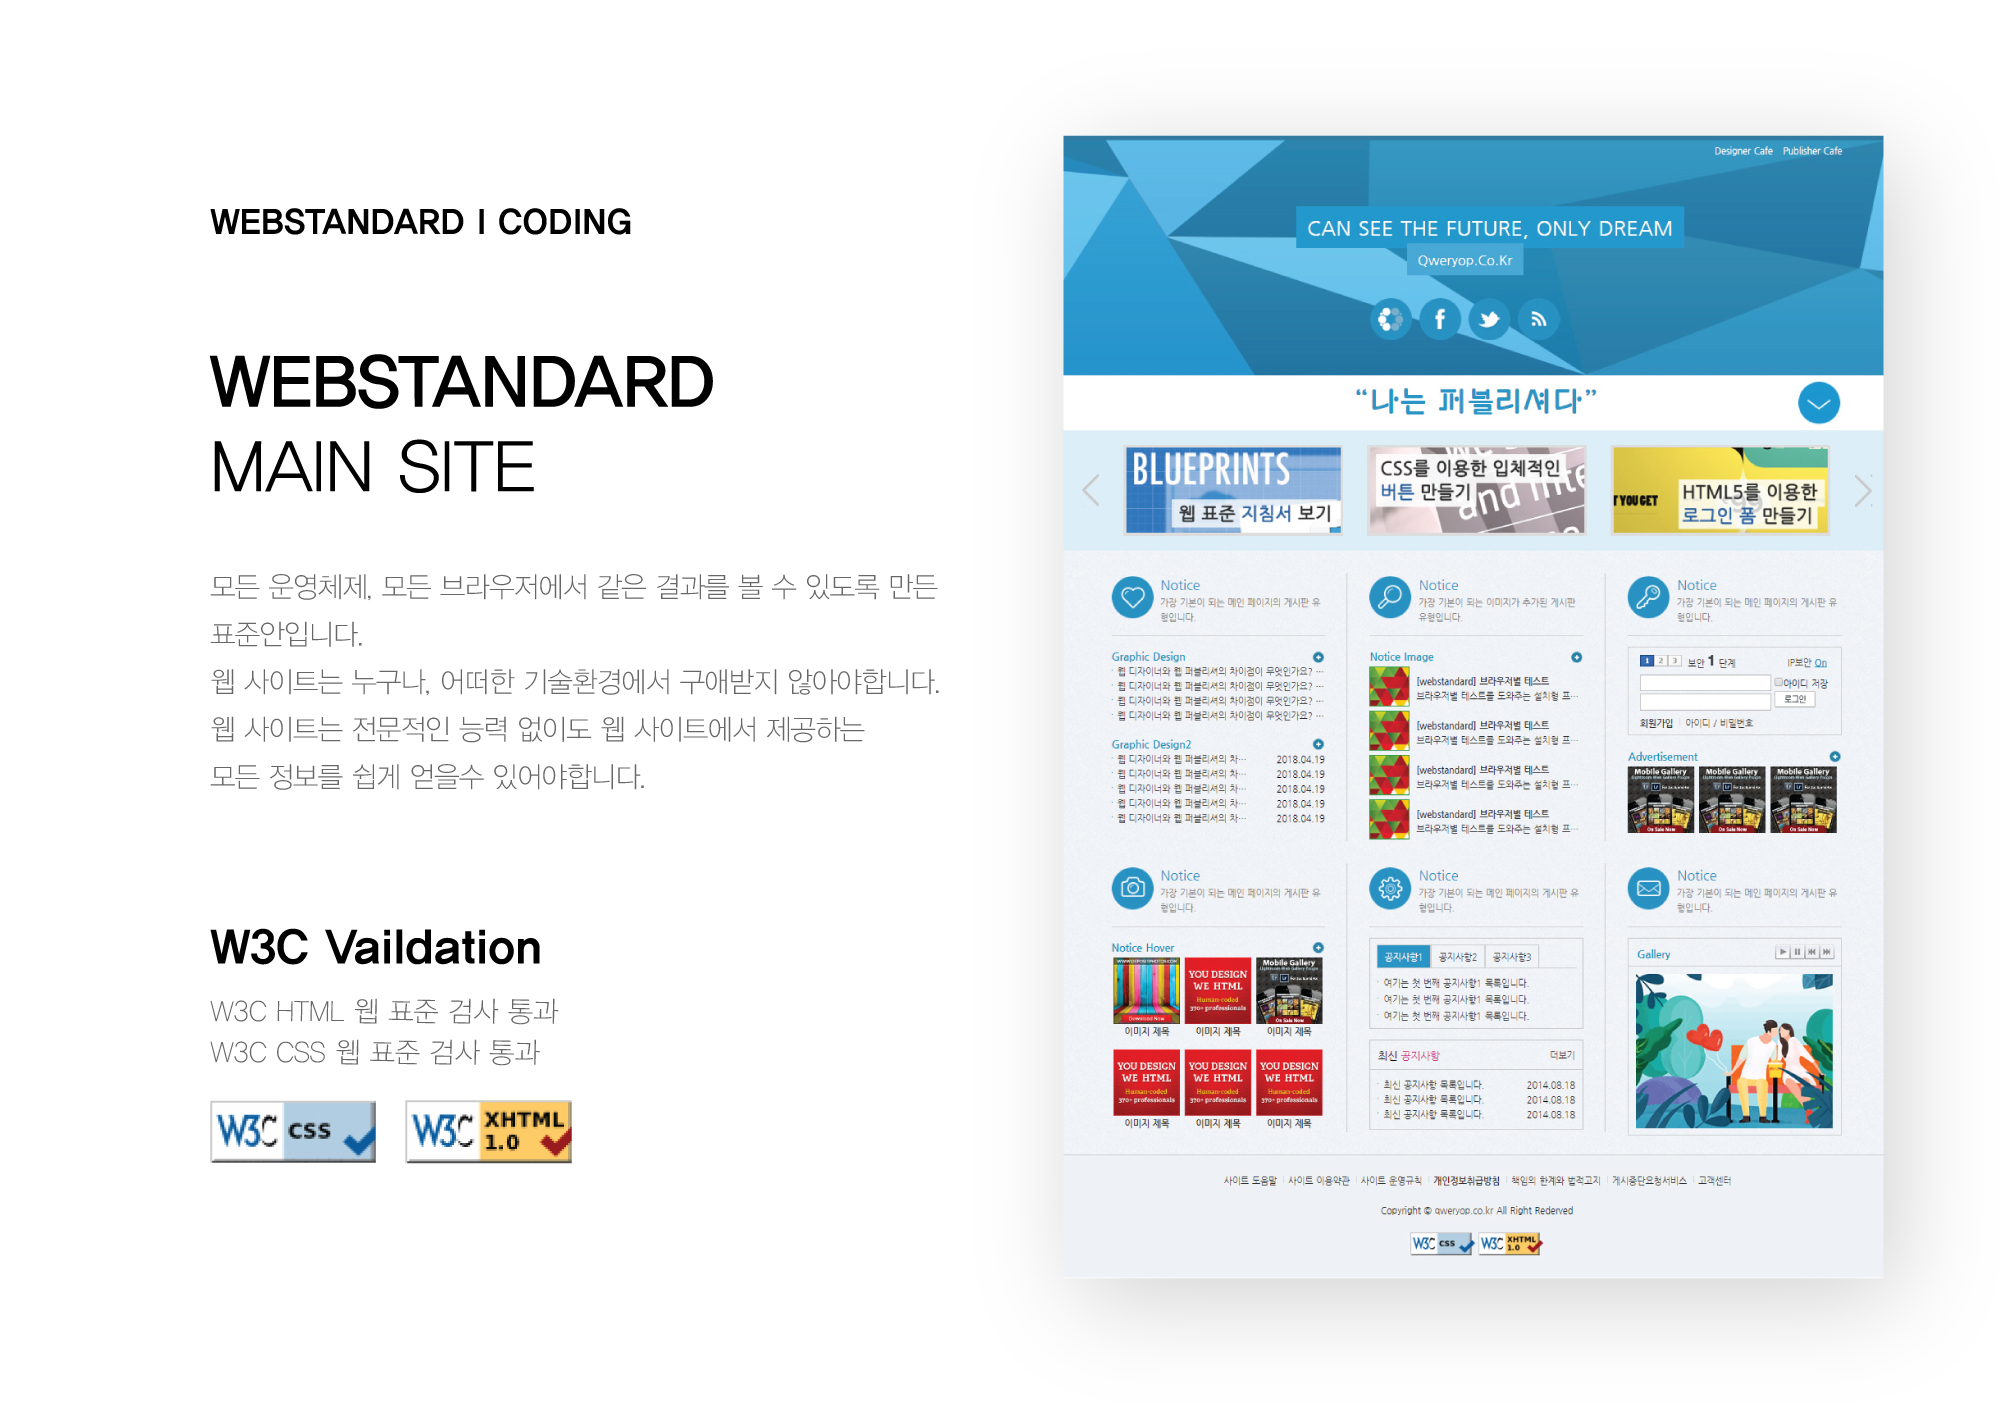 WEBSTANDARD I CODING
WEBSTANDARD
MAIN SITE
모든 운영체제, 모든 브라우저에서 같은 결과를 볼 수 있도록 만든
표준안입니다.
웹 사이트는 누구나, 어떠한 기술환경에서 구애받지 않아야합니다.
웹 사이트는 전문적인 능력 없이도 웹 사이트에서 제공하는
모든 정보를 쉽게 얻을수 있어야합니다.
W3C Vaildation
W3C HTML 웹 표준 검사 통과
W3C CSS 웹 표준 검사 통과
W3C css
W3C XHTML 1.0
Designer Cafe Publisher Cafe
CAN SEE THE FUTURE, ONLY DREAM
Qweryop.Co.Kr
“나는 퍼블리셔다”
BLUEPRINTS
웹 표준 지침서 보기
CSS를 이용한 입체적인
버튼 만들기
and inte
T YOU GET
HTML5를 이용한
로그인 폼 만들기
Notice
가장 기본이 되는 메인 페이지의 게시판 유
형입니다.
Graphic Design
웹 디자이너와 웹 퍼블리셔의 차이점이 무엇인가요? ...
웹 디자이너와 웹 퍼블리셔의 차이점이 무엇인가요? ...
웹 디자이너와 웹 퍼블리셔의 차이점이 무엇인가요? ...
웹 디자이너와 웹 퍼블리셔의 차이점이 무엇인가요? ...
Graphic Design2
웹 디자이너와 웹 퍼블리셔의 차... 2018.04.19
웹 디자이너와 웹 퍼블리셔의 차... 2018.04.19
웹 디자이너와 웹 퍼블리셔의 차... 2018.04.19
웹 디자이너와 웹 퍼블리셔의 차... 2018.04.19
웹 디자이너와 웹 퍼블리셔의 차... 2018.04.19
Notice
가장 기본이 되는 이미지가 추가된 게시판
유형입니다.
Notice Image
[webstandard] 브라우저별 테스트
브라우저별 테스트를 도와주는 설치형 프...
[webstandard] 브라우저별 테스트
브라우저별 테스트를 도와주는 설치형 프...
[webstandard] 브라우저별 테스트
브라우저별 테스트를 도와주는 설치형 프...
[webstandard] 브라우저별 테스트
브라우저별 테스트를 도와주는 설치형 프...
Notice
가장 기본이 되는 메인 페이지의 게시판 유
형입니다.
1 2 3 보안 1 단계 IP보안 On
아이디 저장
로그인
회원가입 아이디 / 비밀번호
Advertisement
Mobile Gallery Mobile Gallery Mobile Gallery
On Sale Now On Sale Now On Sale Now
Notice
가장 기본이 되는 메인 페이지의 게시판 유
형입니다.
Notice Hover
Download Now
YOU DESIGN
WE HTML
Human-coded
370+ professionals
Mobile Gallery
On Sale Now
이미지 제목 이미지 제목 이미지 제목
YOU DESIGN YOU DESIGN YOU DESIGN
WE HTML WE HTML WE HTML
Human-coded Human-coded Human-coded
370+ professionals 370+ professionals 370+ professionals
이미지 제목 이미지 제목 이미지 제목
Notice
가장 기본이 되는 메인 페이지의 게시판 유
형입니다.
공지사항1 공지사항2 공지사항3
여기는 첫 번째 공지사항1 목록입니다.
여기는 첫 번째 공지사항1 목록입니다.
여기는 첫 번째 공지사항1 목록입니다.
최신 공지사항 더보기
최신 공지사항 목록입니다. 2014.08.18
최신 공지사항 목록입니다. 2014.08.18
최신 공지사항 목록입니다. 2014.08.18
Notice
가장 기본이 되는 메인 페이지의 게시판 유
형입니다.
Gallery
사이트 도움말 사이트 이용약관 사이트 운영규칙 개인정보취급방침 책임의 한계와 법적고지 게시중단요청서비스 고객센터
Copyright © qweryop.co.kr All Right Rederved
W3C css W3C XHTML 1.0